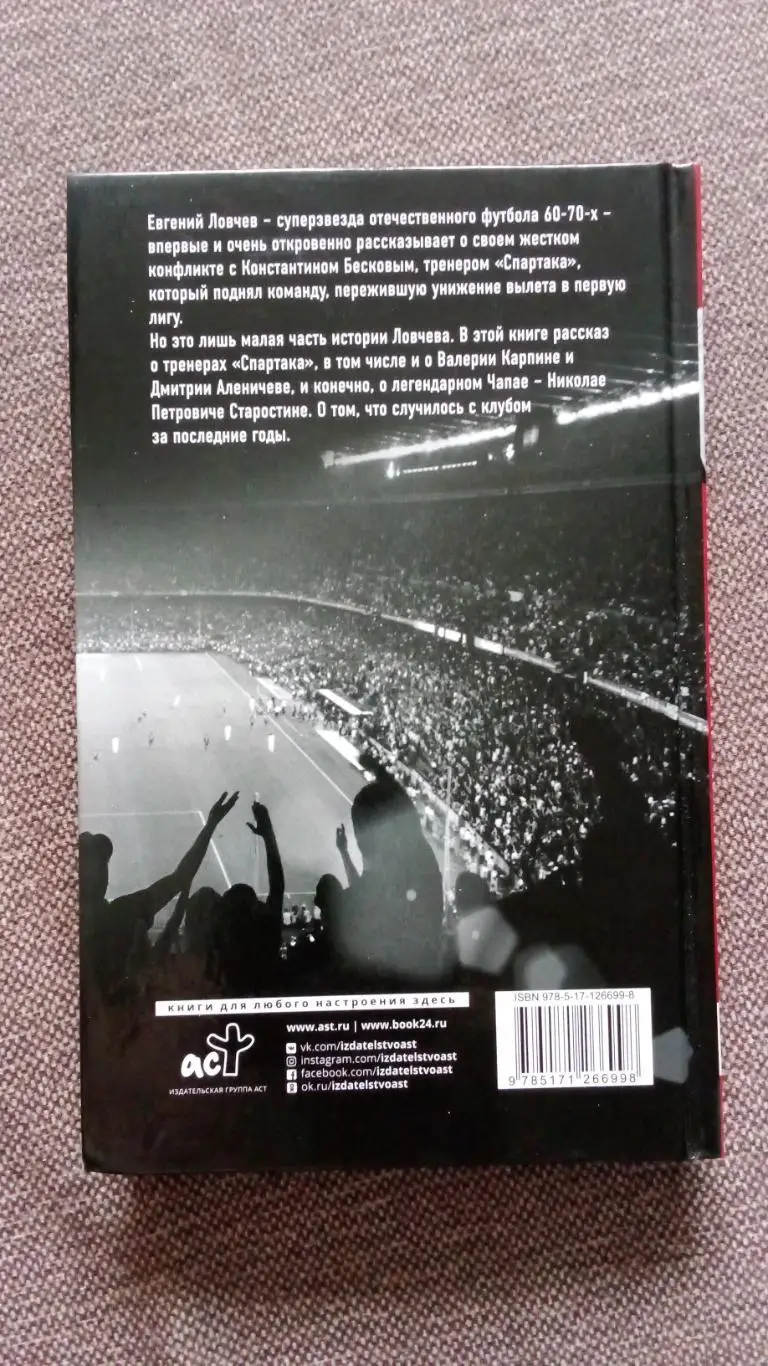 Евгений Ловчев – суперзвезда отечественного футбола 60-70-х –
впервые и очень откровенно рассказывает о своем жестком
конфликте с Константином Бесковым, тренером «Спартака»,
который поднял команду, пережившую унижение вылета в первую
лигу.
Но это лишь малая часть истории Ловчева. В этой книге рассказ
о тренерах «Спартака», в том числе и о Валерии Карпине и
Дмитрии Аленичеве, и конечно, о легендарном Чапае – Николае
Петровиче Старостине. О том, что случилось с клубом
за последние годы.
книги для любого настроения здесь
аст
ИЗДАТЕЛЬСКАЯ ГРУППА АСТ
www.ast.ru | www.book24.ru
vk.com/izdatelstvoast
instagram.com/izdatelstvoast
facebook.com/izdatelstvoast
ok.ru/izdatelstvoast
ISBN 978-5-17-126699-8
9 785171 266998